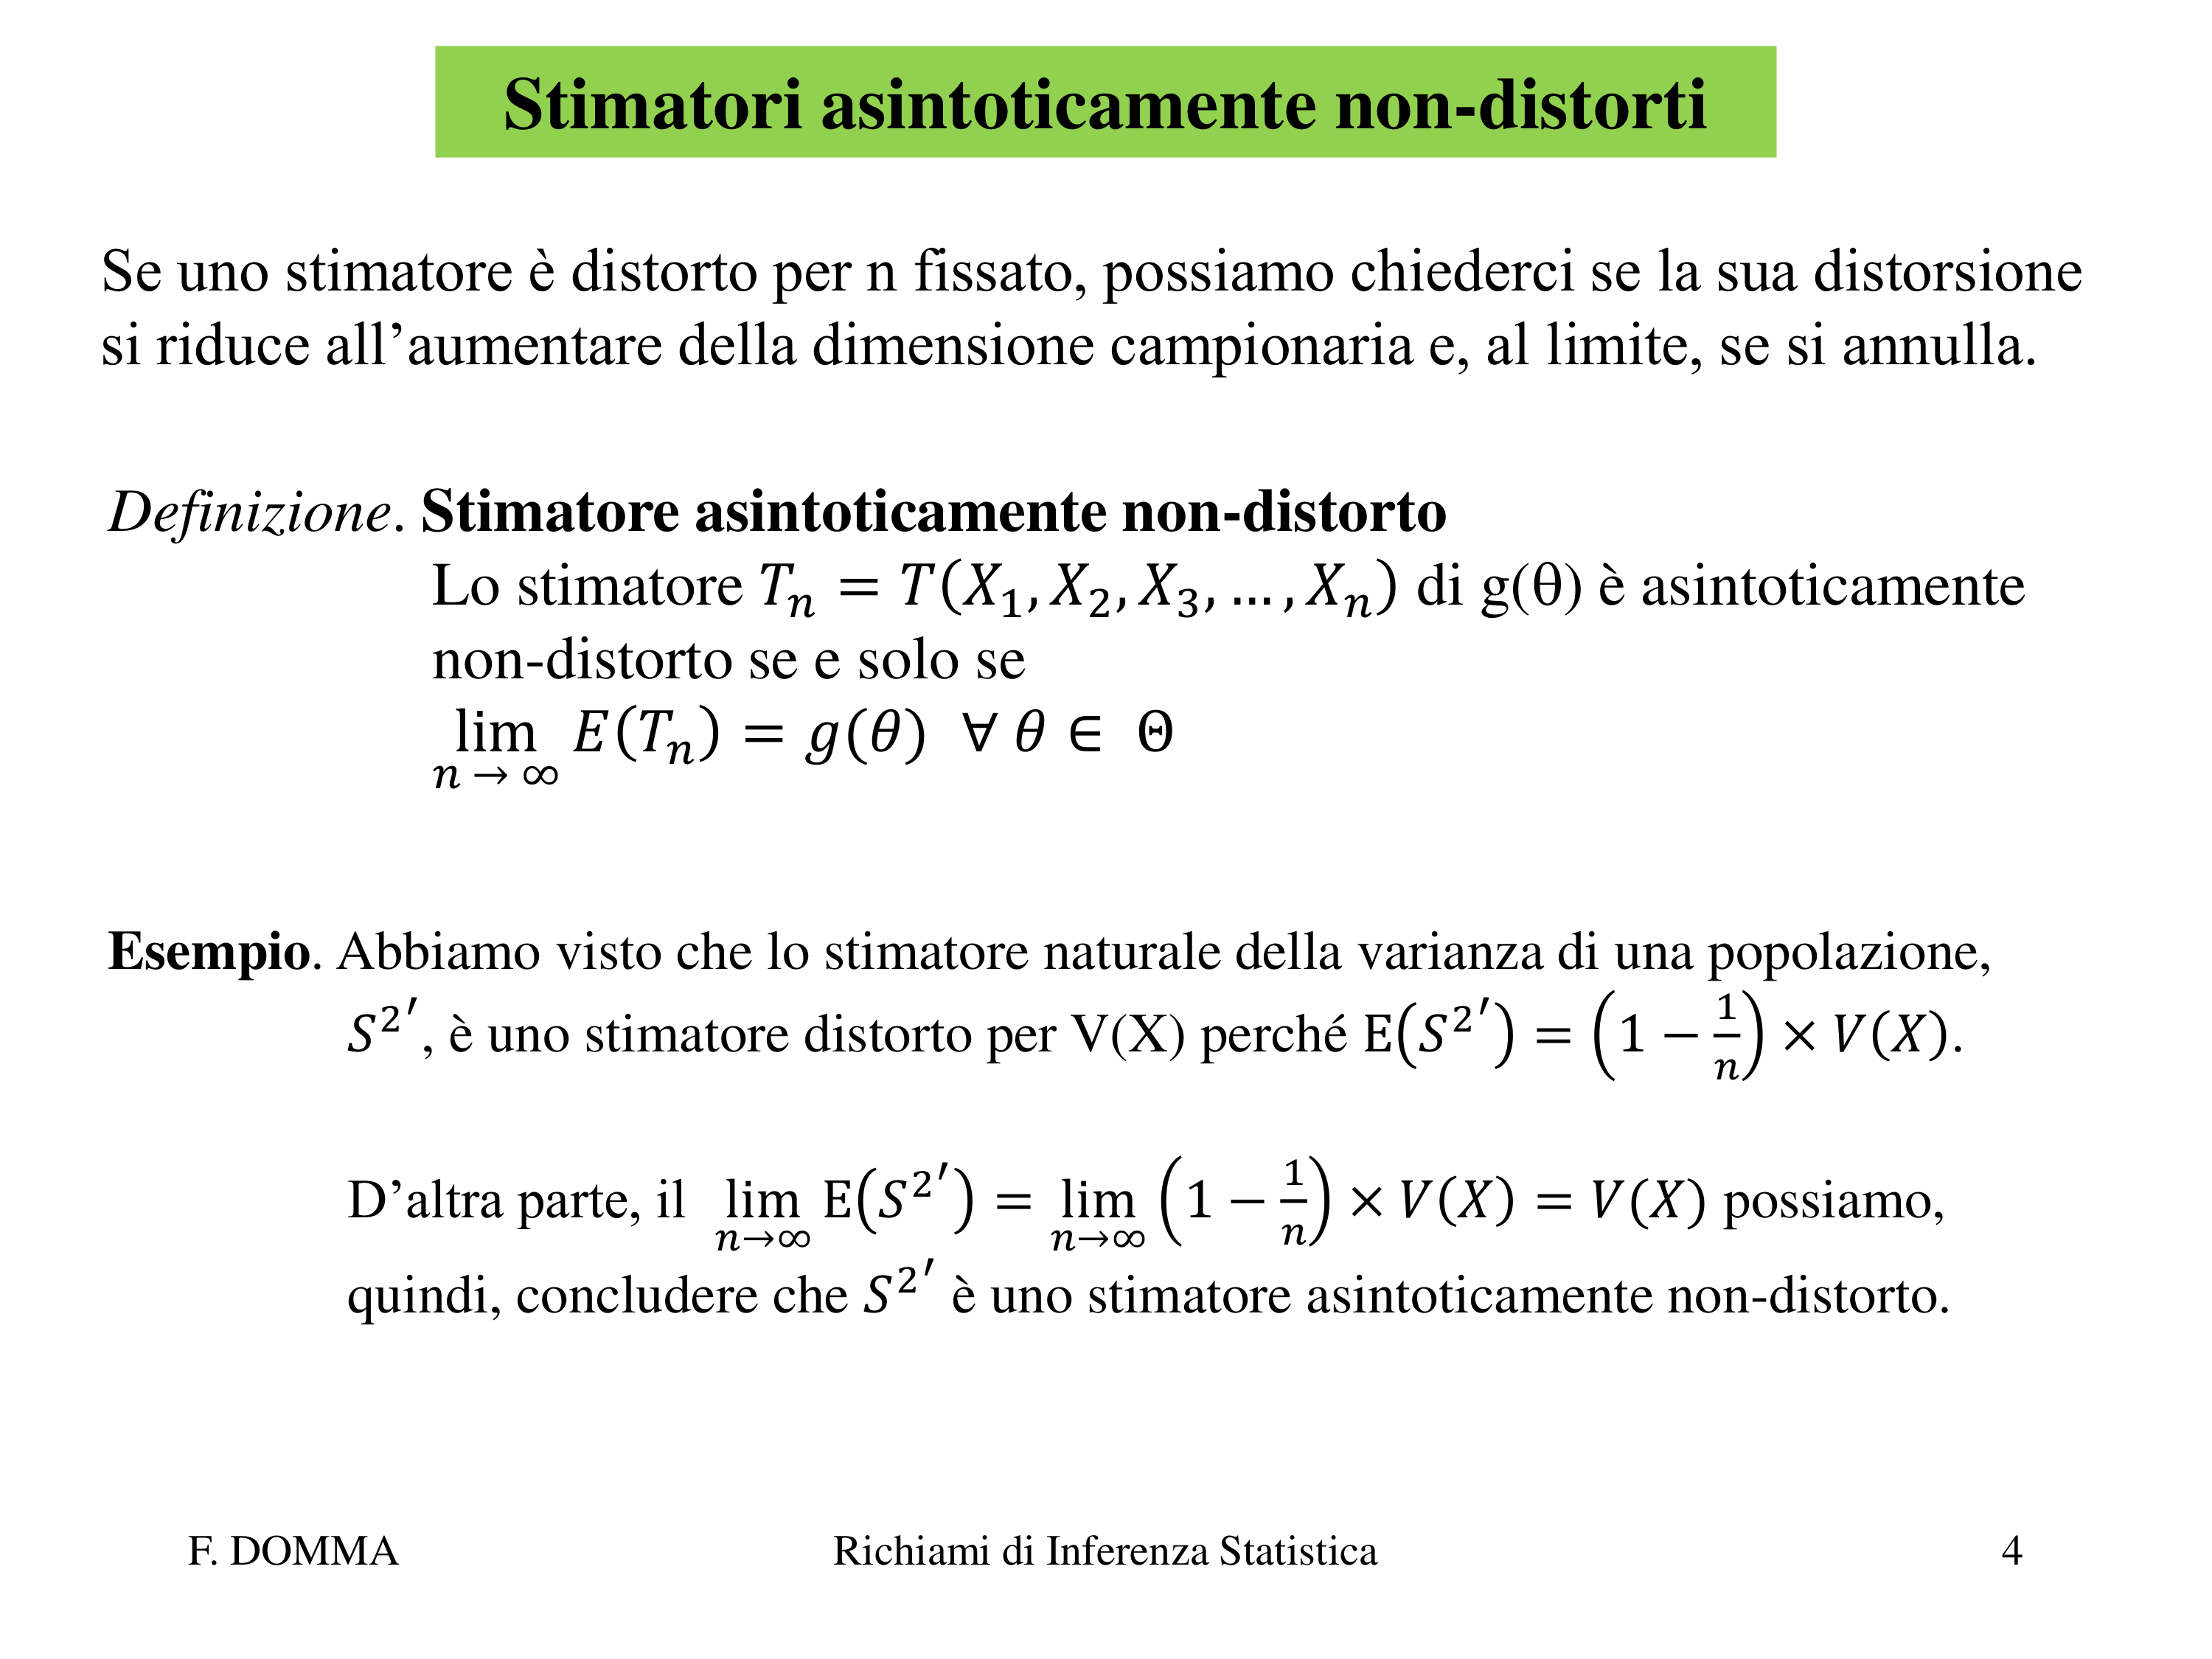 Stimatori asintoticamente non-distorti
Se uno stimatore è distorto per n fissato, possiamo chiederci se la sua distorsione
si riduce all’aumentare della dimensione campionaria e, al limite, se si annulla.
Definizione. Stimatore asintoticamente non-distorto
Lo stimatore $T_n = T(X_1, X_2, X_3, \ldots, X_n)$ di g(θ) è asintoticamente
non-distorto se e solo se
$\lim_{n \to \infty} E(T_n) = g(\theta) \ \forall \ \theta \in \Theta$
Esempio. Abbiamo visto che lo stimatore naturale della varianza di una popolazione,
$S^{2'}$, è uno stimatore distorto per V(X) perché $E(S^{2'}) = \left(1 - \frac{1}{n}\right) \times V(X)$.
D’altra parte, il $\lim_{n \to \infty} E(S^{2'}) = \lim_{n \to \infty} \left(1 - \frac{1}{n}\right) \times V(X) = V(X)$ possiamo,
quindi, concludere che $S^{2'}$ è uno stimatore asintoticamente non-distorto.
F. DOMMA
Richiami di Inferenza Statistica
4